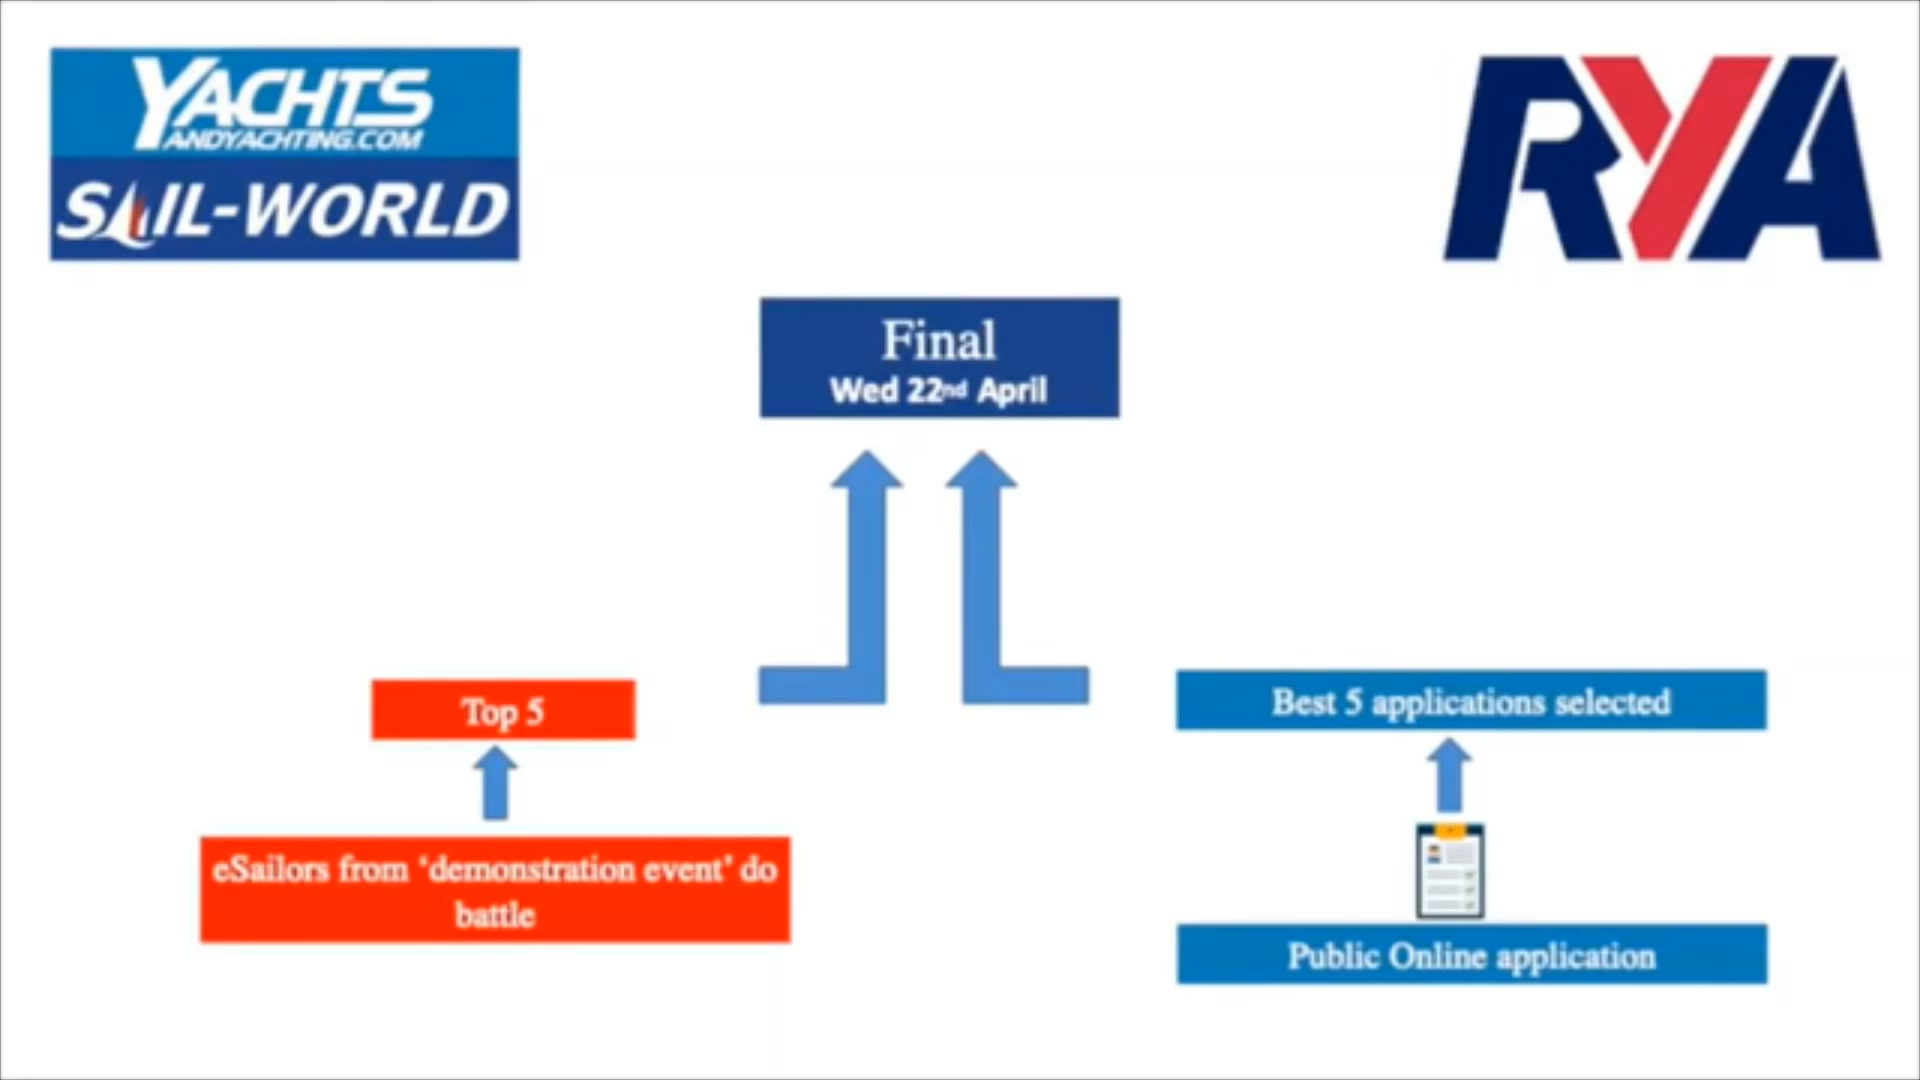 YACHTS
ANDYACHTING.COM
SAIL-WORLD
RYA
Final
Wed 22nd April
Top 5
Best 5 applications selected
eSailors from ‘demonstration event’ do
battle
Public Online application